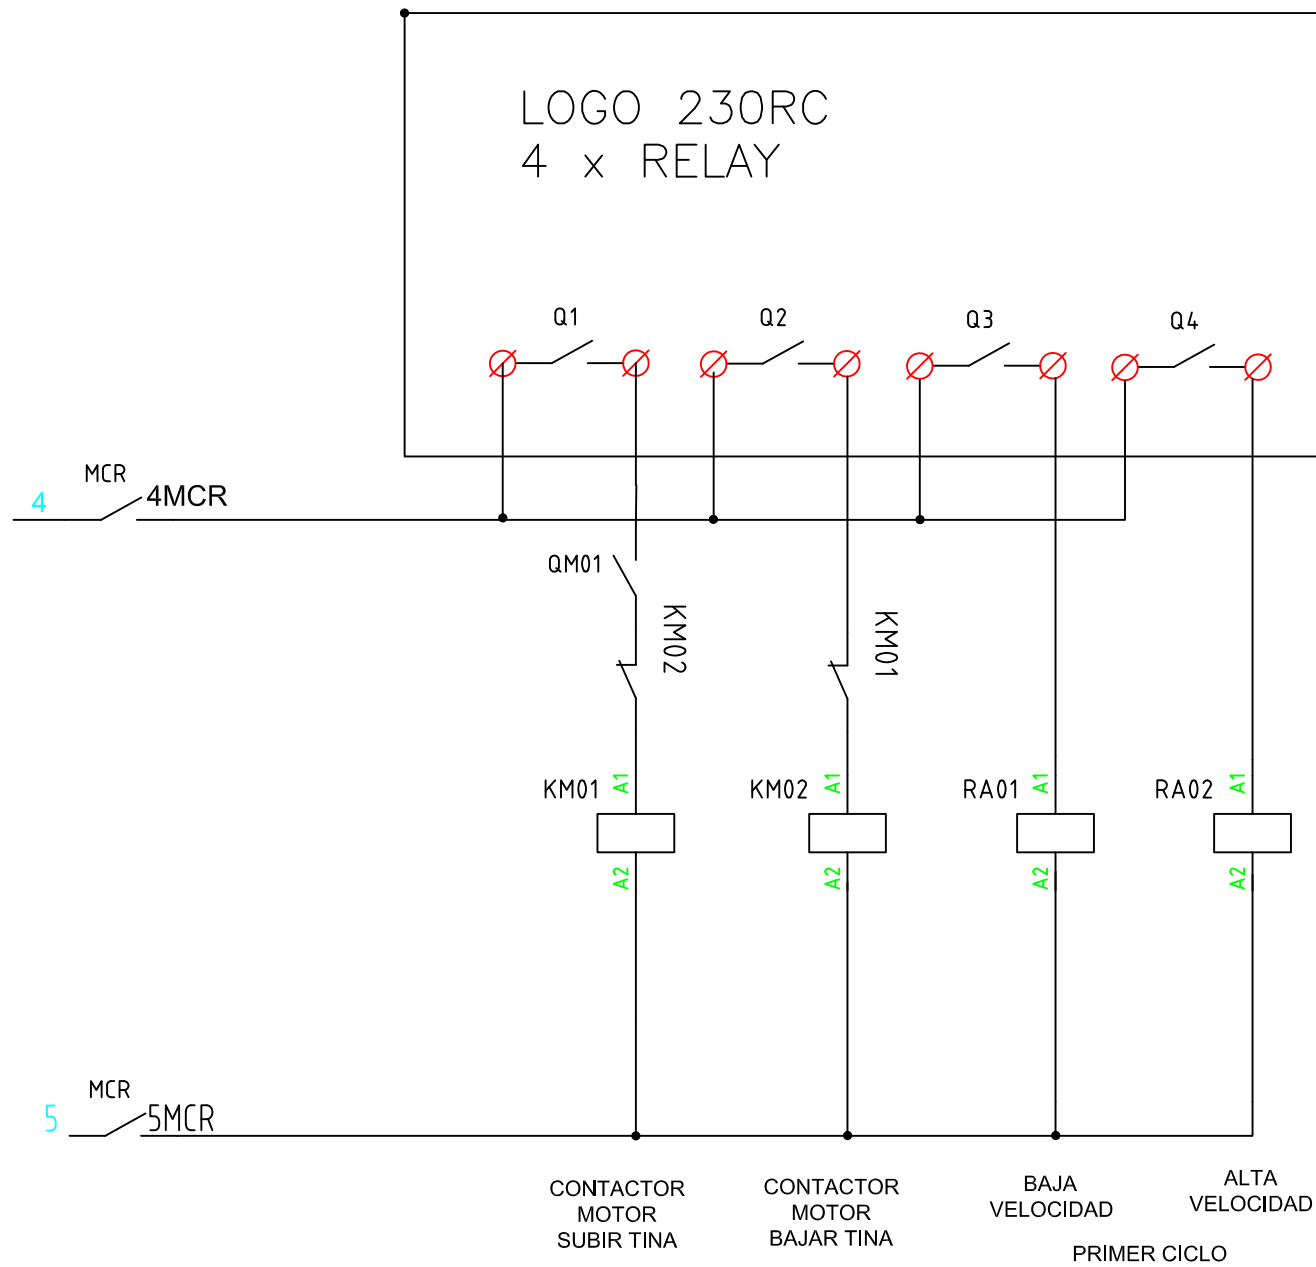 LOGO 230RC
4 x RELAY
Q1
Q2
Q3
Q4
MCR
4
4MCR
QM01
KM02
KM01
KM01
A1
KM02
A1
RA01
A1
RA02
A1
A2
A2
A2
A2
MCR
5
5MCR
CONTACTOR
MOTOR
SUBIR TINA
CONTACTOR
MOTOR
BAJAR TINA
BAJA
VELOCIDAD
ALTA
VELOCIDAD
PRIMER CICLO